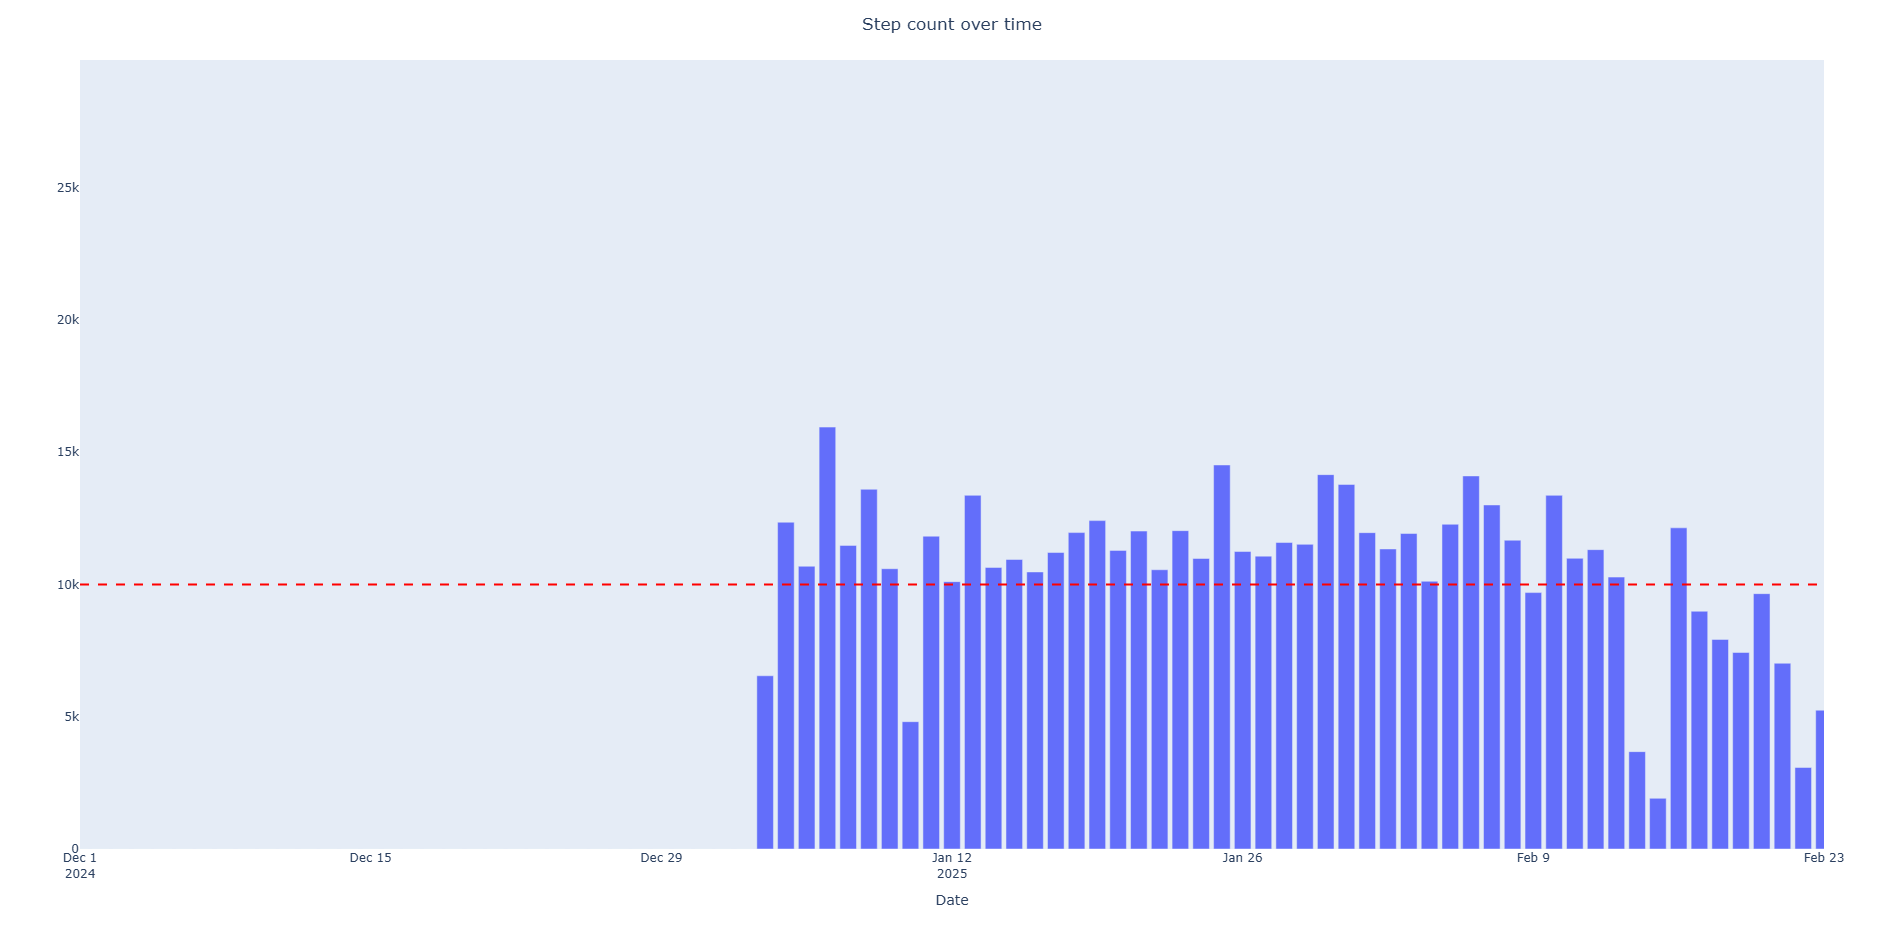 Step count over time
25k
20k
15k
10k
5k
0
Dec 1
2024
Dec 15
Dec 29
Jan 12
2025
Jan 26
Feb 9
Feb 23
Date